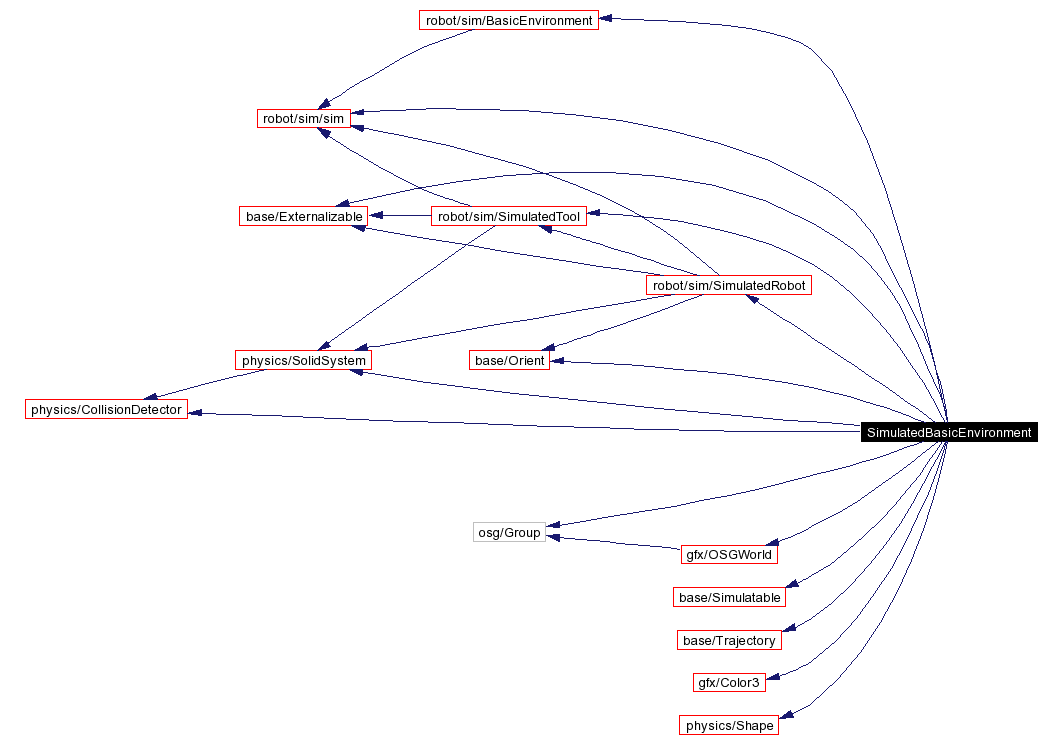 robot/sim/BasicEnvironment
robot/sim/sim
base/Externalizable
robot/sim/SimulatedTool
robot/sim/SimulatedRobot
physics/SolidSystem
base/Orient
physics/CollisionDetector
SimulatedBasicEnvironment
osg/Group
gfx/OSGWorld
base/Simulatable
base/Trajectory
gfx/Color3
physics/Shape